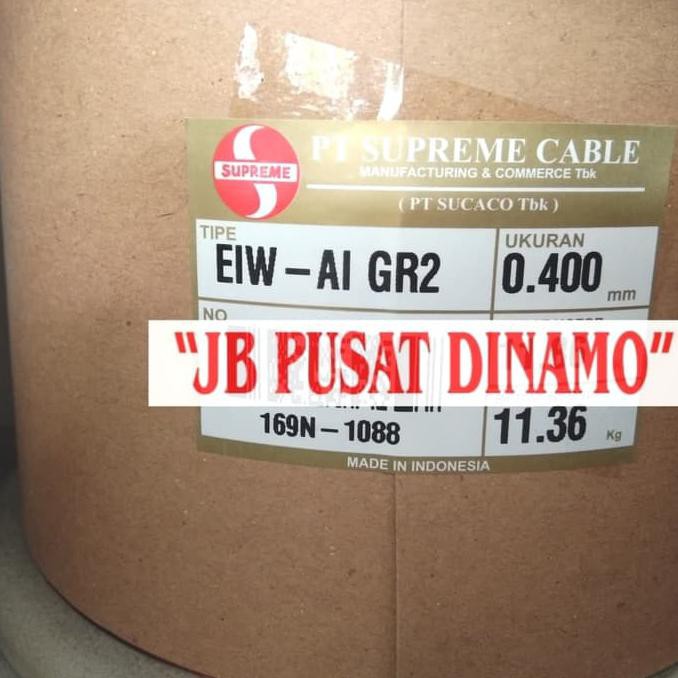 SUPREME
PT SUPREME CABLE
MANUFACTURING & COMMERCE Tbk
( PT SUCACO Tbk )
TIPE
EIW – AI GR2
UKURAN
0.400 mm
NO
"JB PUSAT DINAMO"
169N – 1088
11.36 Kg
MADE IN INDONESIA